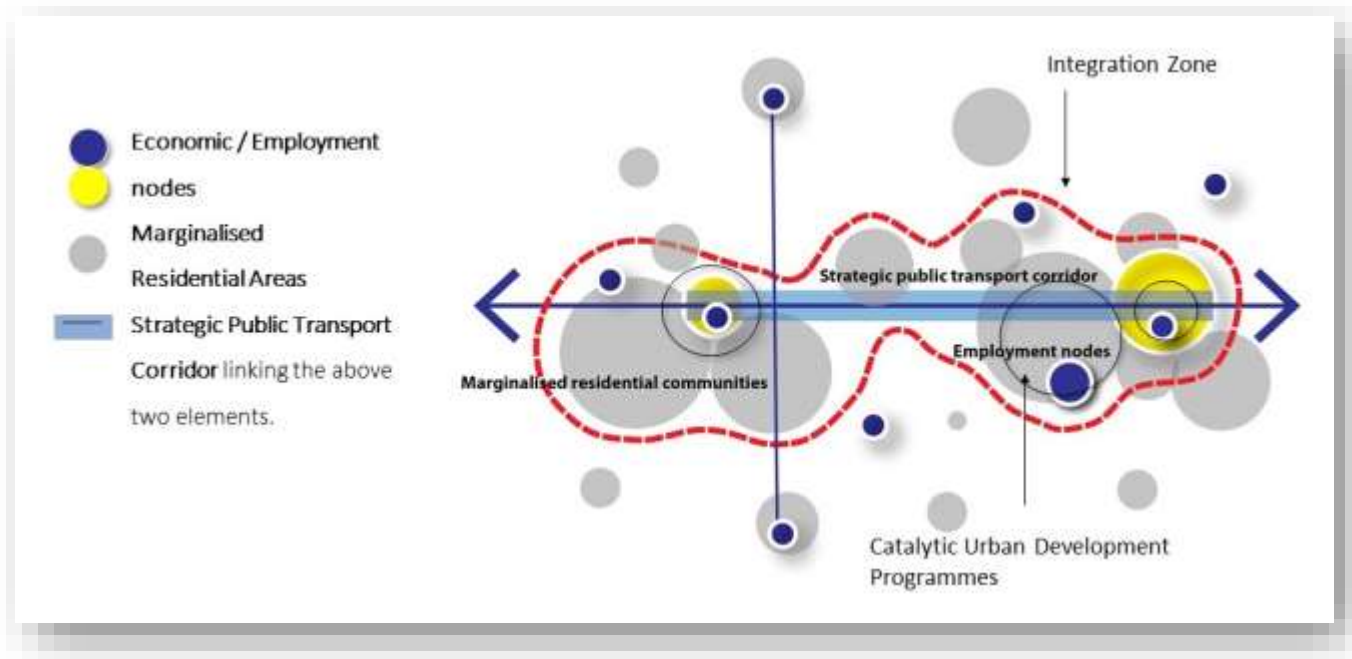 Economic / Employment
nodes
Marginalised
Residential Areas
Strategic Public Transport
Corridor linking the above
two elements.
Integration Zone
Strategic public transport corridor
Employment nodes
Marginalised residential communities
Catalytic Urban Development
Programmes